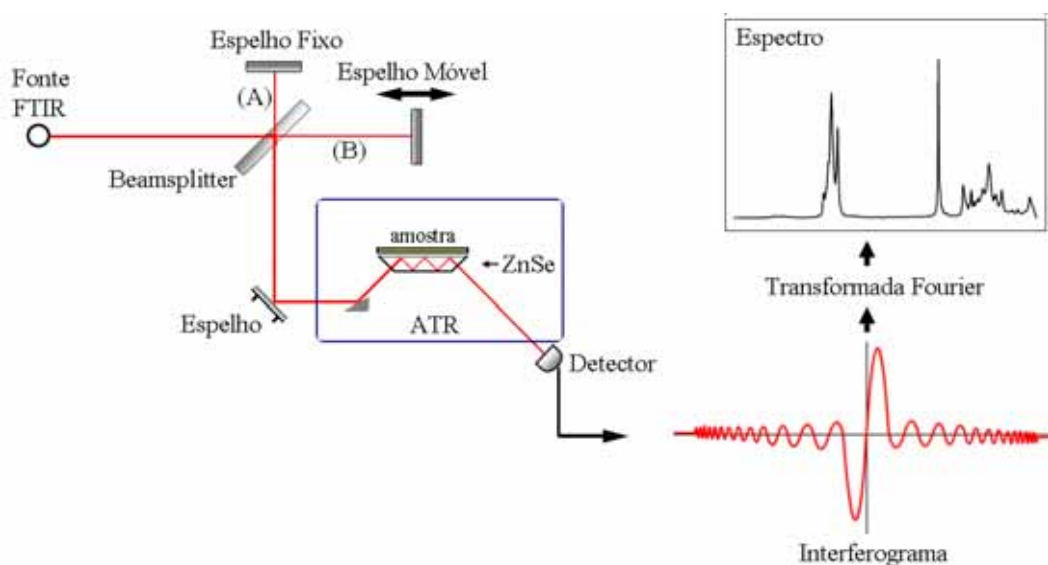 Espelho Fixo
Espelho Móvel
Fonte
FTIR
(A)
(B)
Beamsplitter
amostra
ZnSe
Espelho
ATR
Detector
Espectro
Transformada Fourier
Interferograma